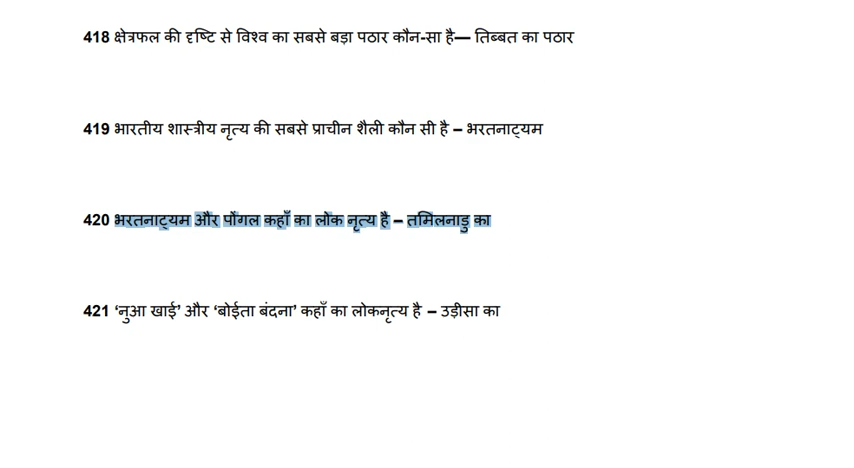 418 क्षेत्रफल की दृष्टि से विश्व का सबसे बड़ा पठार कौन-सा है— तिब्बत का पठार
419 भारतीय शास्त्रीय नृत्य की सबसे प्राचीन शैली कौन सी है – भरतनाट्यम
420 भरतनाट्यम और पोंगल कहाँ का लोक नृत्य है – तमिलनाडु का
421 ‘नुआ खाई’ और ‘बोईता बंदना’ कहाँ का लोकनृत्य है – उड़ीसा का